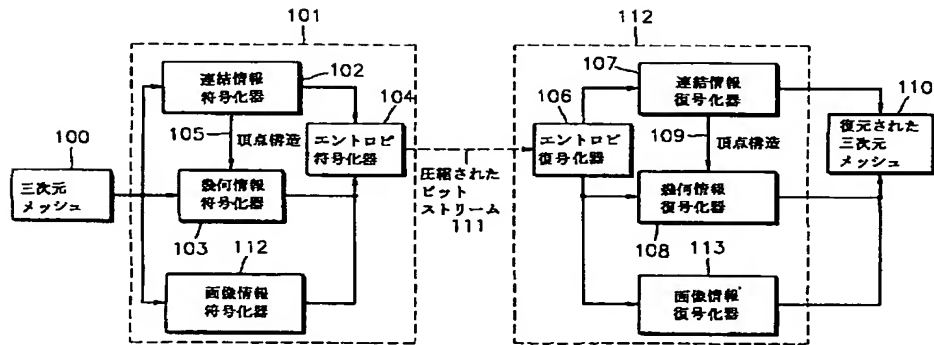 101
112
連結情報
符号化器
102
104
105
頂点構造
エントロピ
符号化器
100
三次元
メッシュ
幾何情報
符号化器
103
112
画像情報
符号化器
圧縮された
ビット
ストリーム
111
107
連結情報
復号化器
106
エントロピ
復号化器
109
頂点構造
110
復元された
三次元
メッシュ
幾何情報
復号化器
108
113
画像情報
復号化器